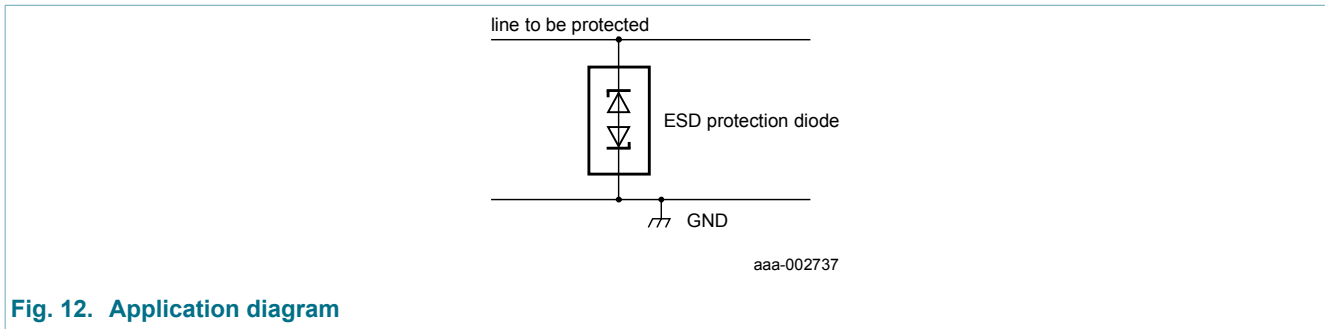 line to be protected
ESD protection diode
GND
aaa-002737
Fig. 12. Application diagram